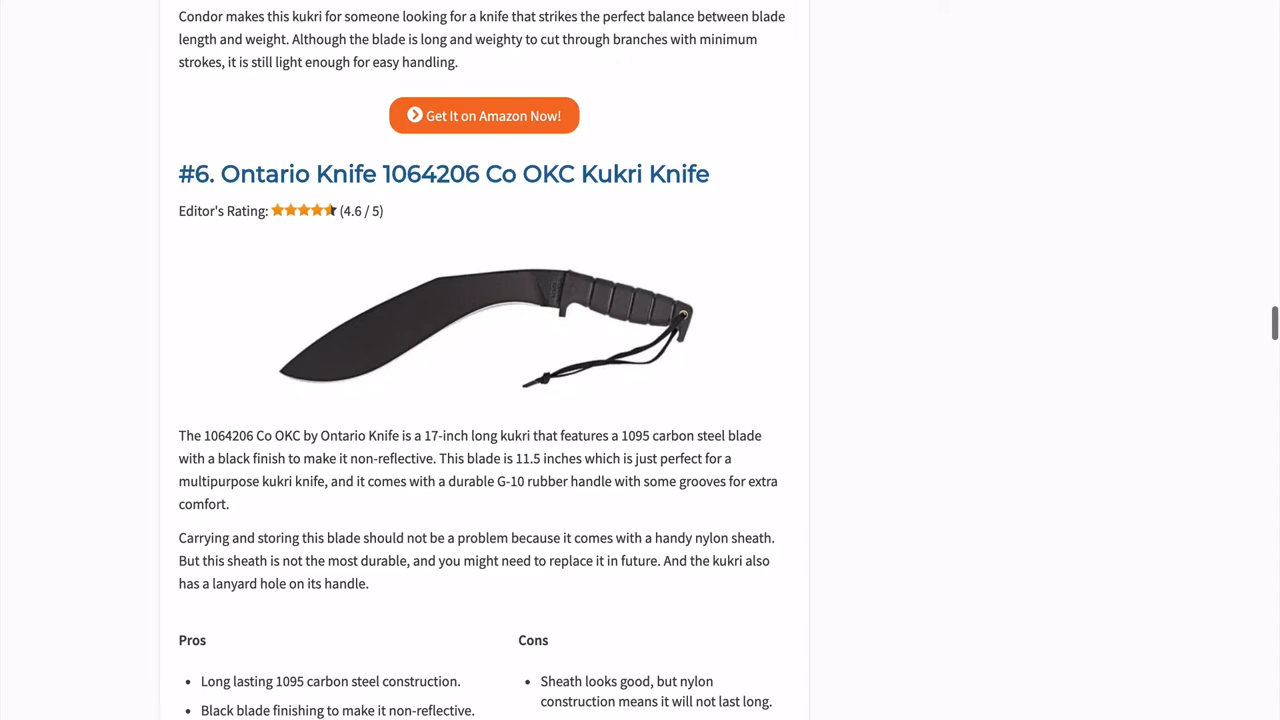 Condor makes this kukri for someone looking for a knife that strikes the perfect balance between blade
length and weight. Although the blade is long and weighty to cut through branches with minimum
strokes, it is still light enough for easy handling.
Get It on Amazon Now!
#6. Ontario Knife 1064206 Co OKC Kukri Knife
Editor's Rating: (4.6 / 5)
The 1064206 Co OKC by Ontario Knife is a 17-inch long kukri that features a 1095 carbon steel blade
with a black finish to make it non-reflective. This blade is 11.5 inches which is just perfect for a
multipurpose kukri knife, and it comes with a durable G-10 rubber handle with some grooves for extra
comfort.
Carrying and storing this blade should not be a problem because it comes with a handy nylon sheath.
But this sheath is not the most durable, and you might need to replace it in future. And the kukri also
has a lanyard hole on its handle.
Pros
• Long lasting 1095 carbon steel construction.
• Black blade finishing to make it non-reflective.
Cons
• Sheath looks good, but nylon
construction means it will not last long.